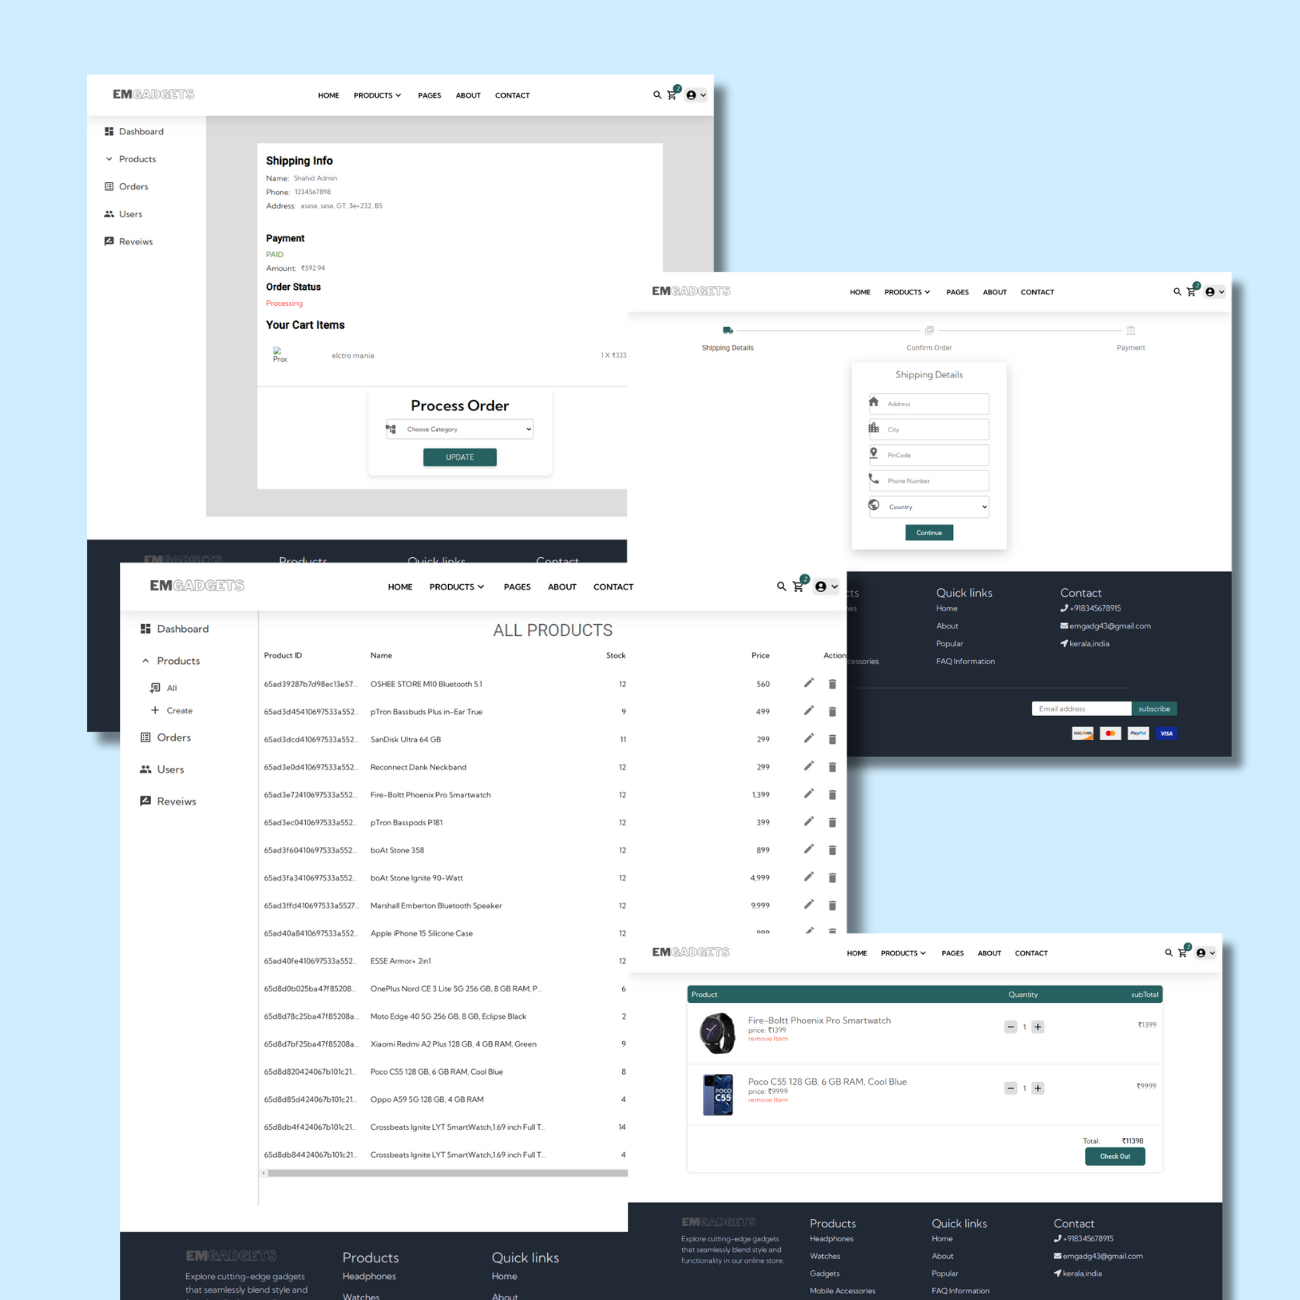 EMGADGETS
HOME PRODUCTS PAGES ABOUT CONTACT
Dashboard
Products
Orders
Users
Reveiws
Shipping Info
Name: Shahid Admin
Phone: 1234567898
Address: asasa, sasa, GT, 3e+232, BS
Payment
PAID
Amount: ₹592.94
Order Status
Processing
Your Cart Items
elctro mania 1 X ₹333
Process Order
Choose Category
UPDATE
EMGADGETS Products Quick links Contact
EMGADGETS
HOME PRODUCTS PAGES ABOUT CONTACT
Shipping Details Confirm Order Payment
Shipping Details
Address
City
PinCode
Phone Number
Country
Continue
Quick links Contact
Home +918345678915
About emgadg43@gmail.com
Popular kerala,india
FAQ Information
Email address subscribe
DISCOVER PayPal VISA
EMGADGETS
HOME PRODUCTS PAGES ABOUT CONTACT
Dashboard
Products
All
Create
Orders
Users
Reveiws
ALL PRODUCTS
Product ID Name Stock Price Action
65ad39287b7d98ec13e57... OSHEE STORE M10 Bluetooth 5.1 12 560
65ad3d45410697533a552... pTron Bassbuds Plus in-Ear True 9 499
65ad3dcd410697533a552... SanDisk Ultra 64 GB 11 299
65ad3e0d410697533a552... Reconnect Dank Neckband 12 299
65ad3e72410697533a552... Fire-Boltt Phoenix Pro Smartwatch 12 1,399
65ad3ec0410697533a552... pTron Basspods P181 12 399
65ad3f60410697533a552... boAt Stone 358 12 899
65ad3fa3410697533a552... boAt Stone Ignite 90-Watt 12 4,999
65ad3ffd410697533a5527... Marshall Emberton Bluetooth Speaker 12 9,999
65ad40a8410697533a552... Apple iPhone 15 Silicone Case 12 999
65ad40fe410697533a552... ESSE Armor+ 2in1 12
65d8d0b025ba47f85208... OnePlus Nord CE 3 Lite 5G 256 GB, 8 GB RAM, P... 6
65d8d78c25ba47f85208a... Moto Edge 40 5G 256 GB, 8 GB, Eclipse Black 2
65d8d7bf25ba47f85208a... Xiaomi Redmi A2 Plus 128 GB, 4 GB RAM, Green 9
65d8d820424067b101c21... Poco C55 128 GB, 6 GB RAM, Cool Blue 8
65d8d85d424067b101c21... Oppo A59 5G 128 GB, 4 GB RAM 4
65d8db4f424067b101c21... Crossbeats Ignite LYT SmartWatch,1.69 inch Full T... 14
65d8db84424067b101c21... Crossbeats Ignite LYT SmartWatch,1.69 inch Full T... 4
EMGADGETS
Explore cutting-edge gadgets
that seamlessly blend style and
Products
Headphones
Watches
Quick links
Home
About
EMGADGETS
HOME PRODUCTS PAGES ABOUT CONTACT
Product Quantity subTotal
Fire-Boltt Phoenix Pro Smartwatch
price: ₹1399
remove Item
1 ₹1399
POCO
C55
Poco C55 128 GB, 6 GB RAM, Cool Blue
price: ₹9999
remove Item
1 ₹9999
Total: ₹11398
Check Out
EMGADGETS
Explore cutting-edge gadgets
that seamlessly blend style and
functionality in our online store.
Products
Headphones
Watches
Gadgets
Mobile Accessories
Quick links
Home
About
Popular
FAQ Information
Contact
+918345678915
emgadg43@gmail.com
kerala,india